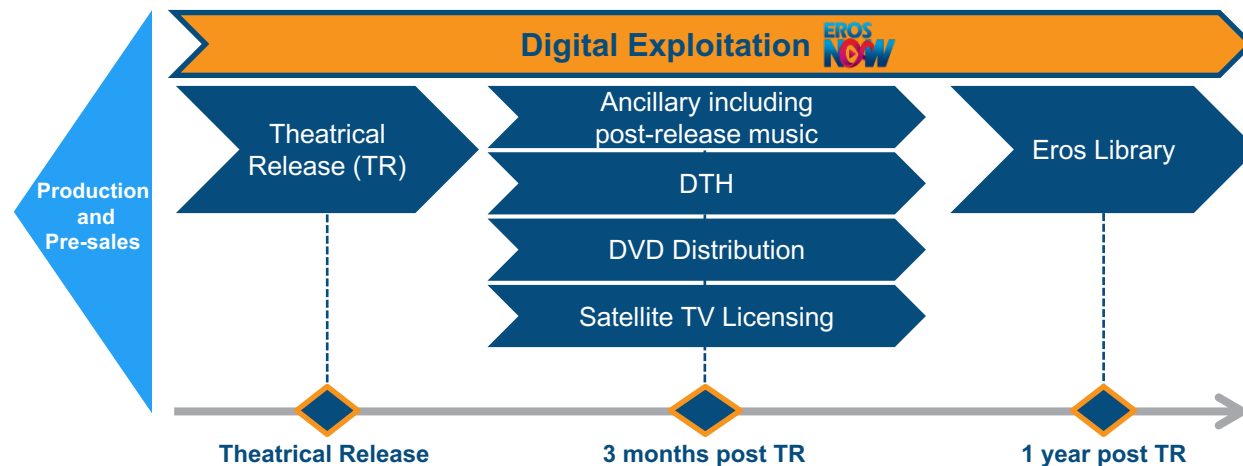 Digital Exploitation
EROS
NOW
Theatrical
Release (TR)
Ancillary including
post-release music
Eros Library
DTH
Production
and
Pre-sales
DVD Distribution
Satellite TV Licensing
Theatrical Release
3 months post TR
1 year post TR